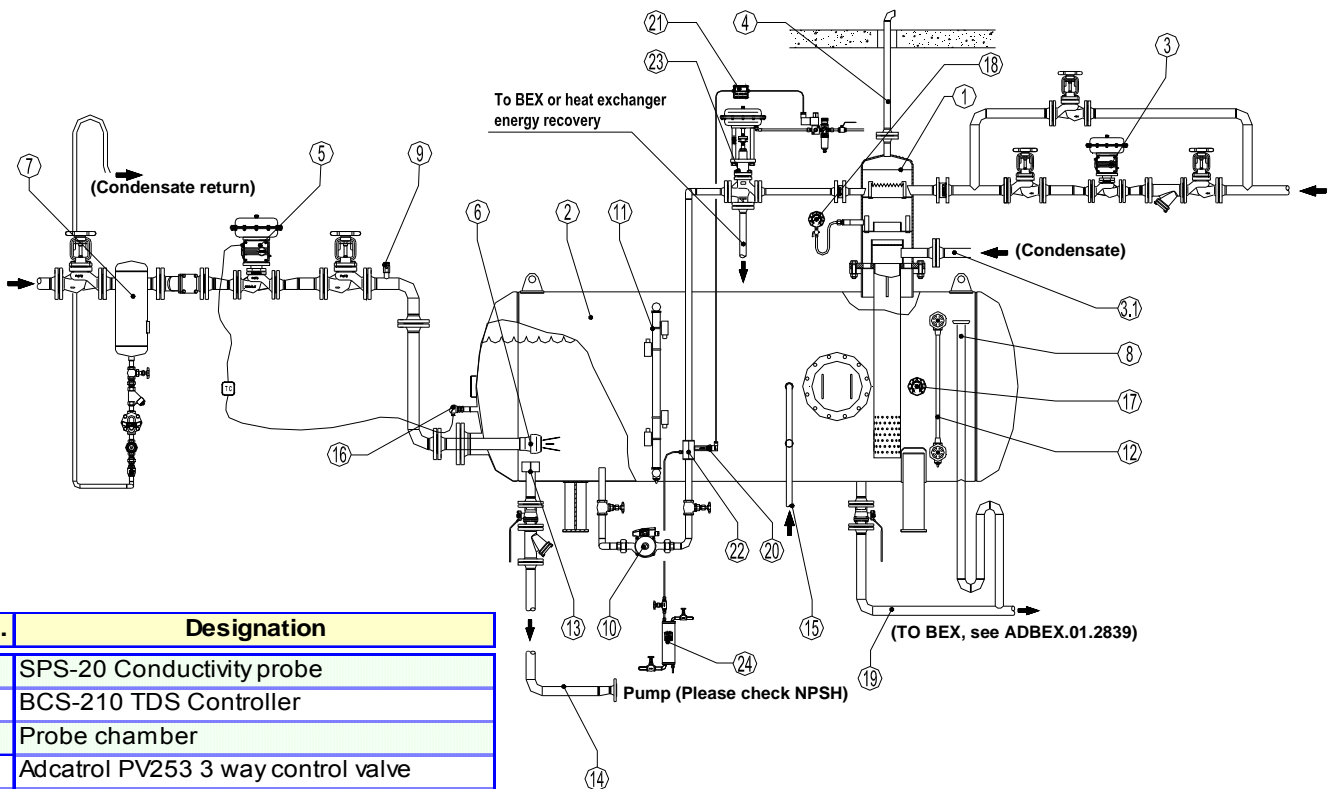 21
4
3
23
18
To BEX or heat exchanger
energy recovery
1
7
(Condensate return)
5
9
6
2
11
(Condensate)
3.1
8
TC
17
16
12
22
20
13
10
15
(TO BEX, see ADBEX.01.2839)
24
19
Pump (Please check NPSH)
14
. Designation
SPS-20 Conductivity probe
BCS-210 TDS Controller
Probe chamber
Adcatrol PV253 3 way control valve